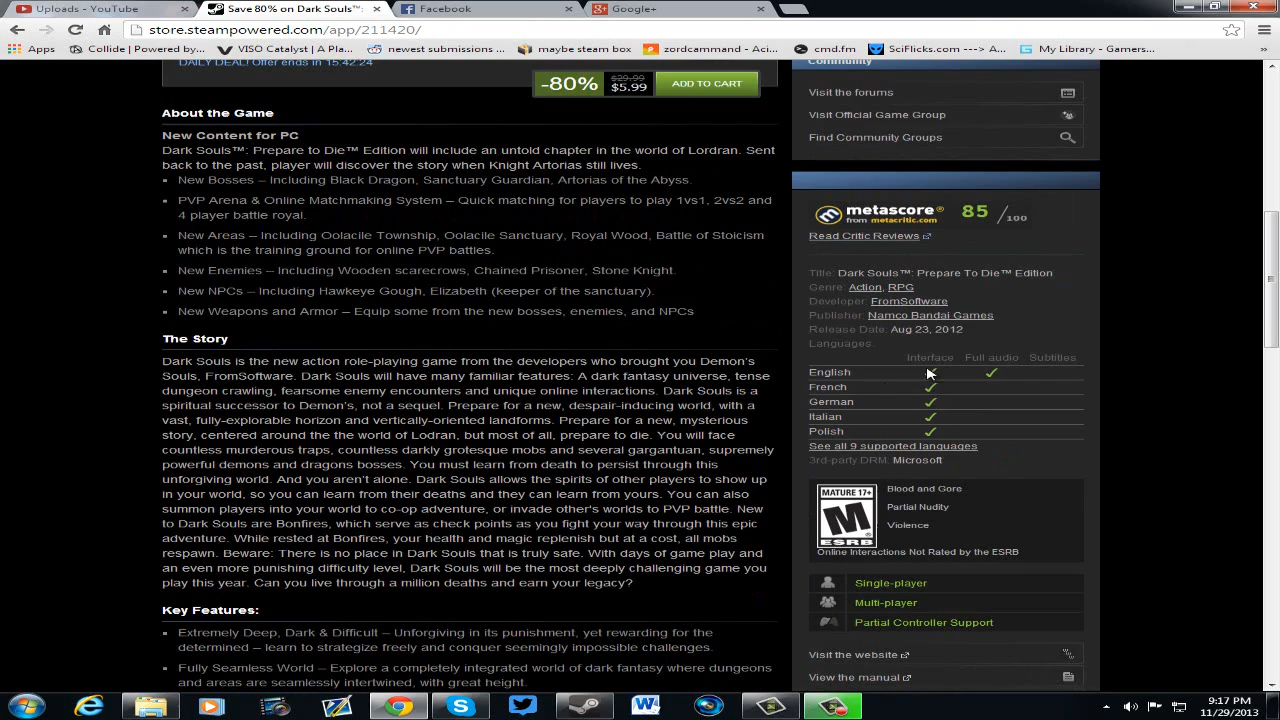 Uploads - YouTube
Save 80% on Dark Souls™:
Facebook
Google+
store.steampowered.com/app/211420/
Apps
Collide | Powered by...
VISO Catalyst | A Pla...
newest submissions ...
maybe steam box
zordcammand - Aci...
cmd.fm
SciFlicks.com ---> A...
My Library - Gamers...
DAILY DEAL! Offer ends in 15:42:24
-80%
$29.99
$5.99
ADD TO CART
About the Game
New Content for PC
Dark Souls™: Prepare to Die™ Edition will include an untold chapter in the world of Lordran. Sent
back to the past, player will discover the story when Knight Artorias still lives.
New Bosses – Including Black Dragon, Sanctuary Guardian, Artorias of the Abyss.
PVP Arena & Online Matchmaking System – Quick matching for players to play 1vs1, 2vs2 and
4 player battle royal.
New Areas – Including Oolacile Township, Oolacile Sanctuary, Royal Wood, Battle of Stoicism
which is the training ground for online PVP battles.
New Enemies – Including Wooden scarecrows, Chained Prisoner, Stone Knight.
New NPCs – Including Hawkeye Gough, Elizabeth (keeper of the sanctuary).
New Weapons and Armor – Equip some from the new bosses, enemies, and NPCs
The Story
Dark Souls is the new action role-playing game from the developers who brought you Demon's
Souls, FromSoftware. Dark Souls will have many familiar features: A dark fantasy universe, tense
dungeon crawling, fearsome enemy encounters and unique online interactions. Dark Souls is a
spiritual successor to Demon's, not a sequel. Prepare for a new, despair-inducing world, with a
vast, fully-explorable horizon and vertically-oriented landforms. Prepare for a new, mysterious
story, centered around the the world of Lordran, but most of all, prepare to die. You will face
countless murderous traps, countless darkly grotesque mobs and several gargantuan, supremely
powerful demons and dragons bosses. You must learn from death to persist through this
unforgiving world. And you aren't alone. Dark Souls allows the spirits of other players to show up
in your world, so you can learn from their deaths and they can learn from yours. You can also
summon players into your world to co-op adventure, or invade other's worlds to PVP battle. New
to Dark Souls are Bonfires, which serve as check points as you fight your way through this epic
adventure. While rested at Bonfires, your health and magic replenish but at a cost, all mobs
respawn. Beware: There is no place in Dark Souls that is truly safe. With days of game play and
an even more punishing difficulty level, Dark Souls will be the most deeply challenging game you
play this year. Can you live through a million deaths and earn your legacy?
Key Features:
Extremely Deep, Dark & Difficult – Unforgiving in its punishment, yet rewarding for the
determined – learn to strategize freely and conquer seemingly impossible challenges.
Fully Seamless World – Explore a completely integrated world of dark fantasy where dungeons
and areas are seamlessly intertwined, with great height.
Community
Visit the forums
Visit Official Game Group
Find Community Groups
metascore®
from metacritic.com
85 /100
Read Critic Reviews
Title: Dark Souls™: Prepare To Die™ Edition
Genre: Action, RPG
Developer: FromSoftware
Publisher: Namco Bandai Games
Release Date: Aug 23, 2012
Languages:
Interface Full audio Subtitles
English
French
German
Italian
Polish
See all 9 supported languages
3rd-party DRM: Microsoft
MATURE 17+
M
ESRB
Blood and Gore
Partial Nudity
Violence
Online Interactions Not Rated by the ESRB
Single-player
Multi-player
Partial Controller Support
Visit the website
View the manual
9:17 PM
11/29/2013